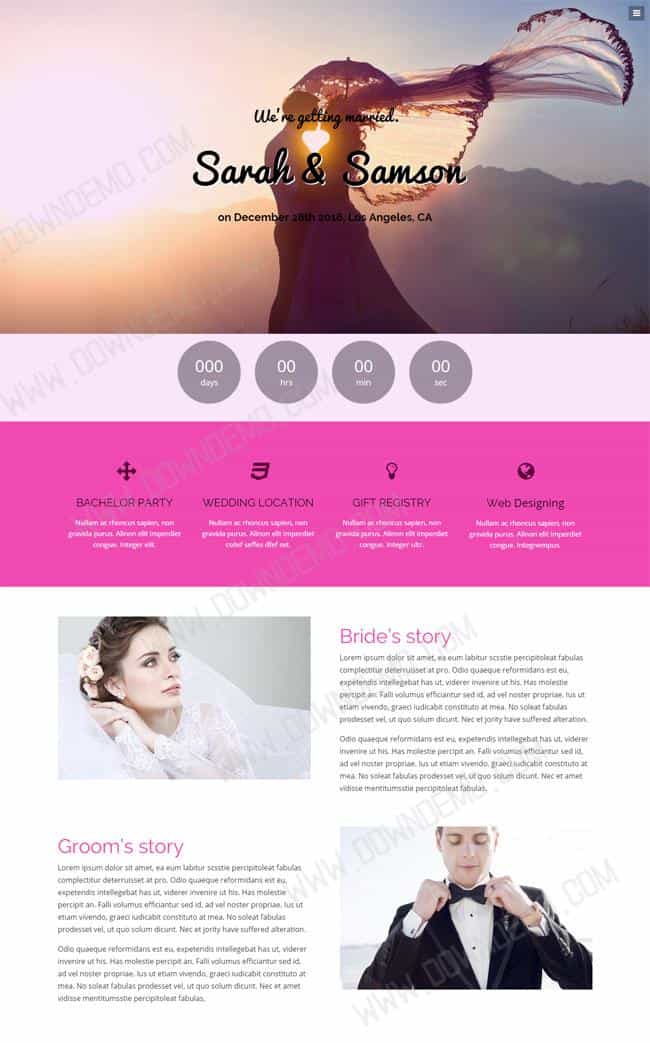 We're getting married.
Sarah & Samson
on December 28th 2018, Los Angeles, CA
000
days
00
hrs
00
min
00
sec
BACHELOR PARTY
Nullam ac rhoncus sapien, non
gravida purus. Alinon elit imperdiet
congue. Integer elit.
WEDDING LOCATION
Nullam ac rhoncus sapien, non
gravida purus. Alinon elit imperdiet
conef selfies dfef set.
GIFT REGISTRY
Nullam ac rhoncus sapien, non
gravida purus. Alinon elit imperdiet
congue. Integer ultr.
Web Designing
Nullam ac rhoncus sapien, non
gravida purus. Alinon elit imperdiet
congue. Integnrempus.
Bride's story
Lorem ipsum dolor sit amet, ea eum labitur scsstie percipitoleat fabulas
complectitur deterruisset at pro. Odio quaeque reformidans est eu,
expetendis intellegebat has ut, viderer invenire ut his. Has molestie
percipit an. Falli volumus efficiantur sed id, ad vel noster propriae. Ius ut
etiam vivendo, graeci iudicabit constituto at mea. No soleat fabulas
prodesset vel, ut quo solum dicunt. Nec et jority have suffered alteration.
Odio quaeque reformidans est eu, expetendis intellegebat has ut, viderer
invenire ut his. Has molestie percipit an. Falli volumus efficiantur sed id,
ad vel noster propriae. Ius ut etiam vivendo, graeci iudicabit constituto at
mea. No soleat fabulas prodesset vel, ut quo solum dicunt. Nec et vidisse
mentitumsstie percipitoleat fabulas.
Groom's story
Lorem ipsum dolor sit amet, ea eum labitur scsstie percipitoleat fabulas
complectitur deterruisset at pro. Odio quaeque reformidans est eu,
expetendis intellegebat has ut, viderer invenire ut his. Has molestie
percipit an. Falli volumus efficiantur sed id, ad vel noster propriae. Ius ut
etiam vivendo, graeci iudicabit constituto at mea. No soleat fabulas
prodesset vel, ut quo solum dicunt. Nec et jority have suffered alteration.
Odio quaeque reformidans est eu, expetendis intellegebat has ut, viderer
invenire ut his. Has molestie percipit an. Falli volumus efficiantur sed id,
ad vel noster propriae. Ius ut etiam vivendo, graeci iudicabit constituto at
mea. No soleat fabulas prodesset vel, ut quo solum dicunt. Nec et
vidisse mentitumsstie percipitoleat fabulas.
WWW.DOWNDEMO.COM